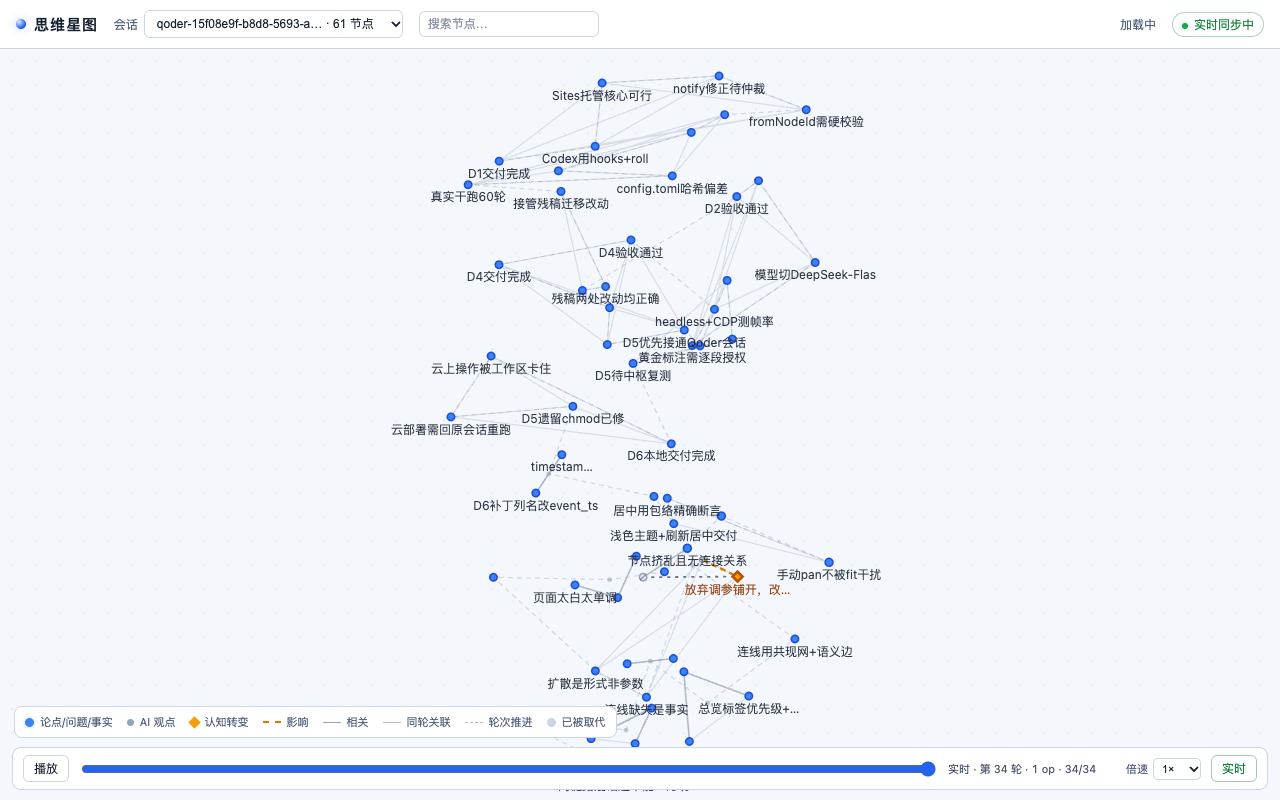 思维星图
会话
qoder-15f08e9f-b8d8-5693-a… · 61 节点
搜索节点…
加载中
实时同步中
Sites托管核心可行
notify修正待仲裁
fromNodeId需硬校验
Codex用hooks+roll
D1交付完成
config.toml哈希偏差
真实干跑60轮
接管残稿迁移改动
D2验收通过
D4验收通过
D4交付完成
模型切DeepSeek-Flas
残稿两处改动均正确
headless+CDP测帧率
D5优先接通Qoder会话
黄金标注需逐段授权
云上操作被工作区卡住
D5待中枢复测
D5遗留chmod已修
云部署需回原会话重跑
D6本地交付完成
timestam…
D6补丁列名改event_ts
居中用包络精确断言
浅色主题+刷新居中交付
节点挤乱且无连接关系
手动pan不被fit干扰
放弃调参铺开，改…
页面太白太单调
连线用共现网+语义边
扩散是形式非参数
连线缺失是事实
总览标签优先级+…
论点/问题/事实
AI 观点
认知转变
影响
相关
同轮关联
轮次推进
已被取代
播放
实时 · 第 34 轮 · 1 op · 34/34
倍速
1×
实时